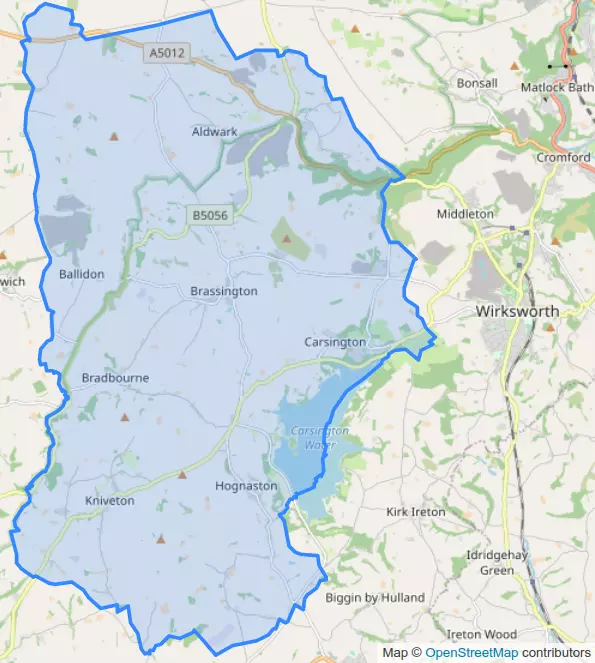 A5012
Bonsall
Matlock Bath
Aldwark
Cromford
B5056
Middleton
Ballidon
wich
Brassington
Wirksworth
Carsington
Bradbourne
Carsington
Water
Hognaston
Kniveton
Kirk Ireton
Idridgehay
Green
Biggin by Hulland
Ireton Wood
Map © OpenStreetMap contributors